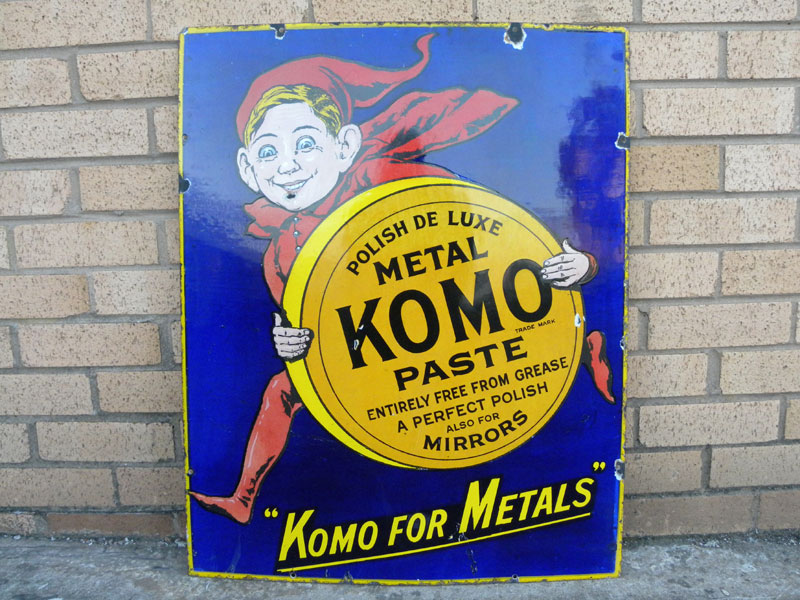 POLISH DE LUXE
METAL
KOMO
TRADE MARK
PASTE
ENTIRELY FREE FROM GREASE
A PERFECT POLISH
ALSO FOR
MIRRORS
"KOMO FOR METALS"